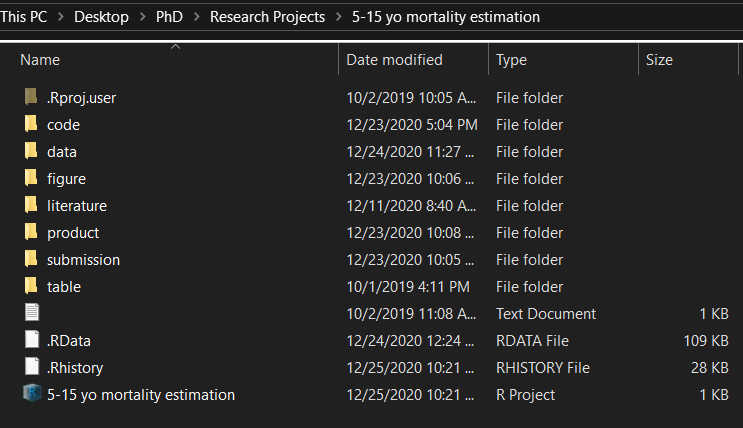 This PC > Desktop > PhD > Research Projects > 5-15 yo mortality estimation
Name Date modified Type Size
.Rproj.user 10/2/2019 10:05 A... File folder
code 12/23/2020 5:04 PM File folder
data 12/24/2020 11:27 ... File folder
figure 12/23/2020 10:06 ... File folder
literature 12/11/2020 8:40 A... File folder
product 12/23/2020 10:08 ... File folder
submission 12/23/2020 10:05 ... File folder
table 10/1/2019 4:11 PM File folder
10/2/2019 11:08 A... Text Document 1 KB
.RData 12/24/2020 12:24 ... RDATA File 109 KB
.Rhistory 12/25/2020 10:21 ... RHISTORY File 28 KB
5-15 yo mortality estimation 12/25/2020 10:21 ... R Project 1 KB